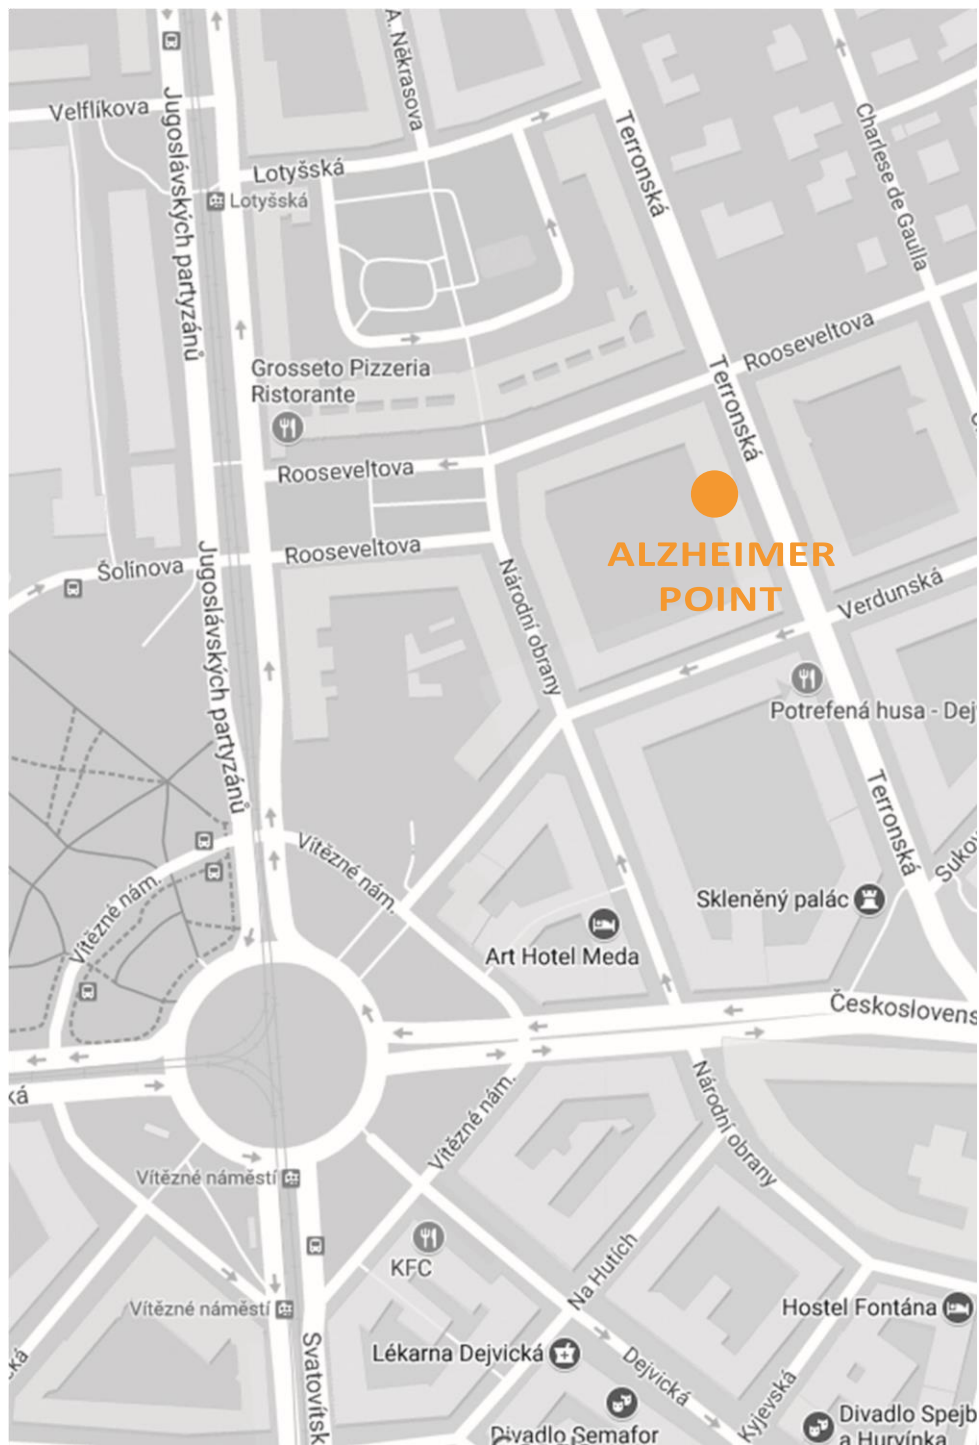 A. Někrasova
Velflíkova
Jugoslávských partyzánů
Terronská
Charlese de Gaulla
Lotyšská
Lotyšská
Rooseveltova
Grosseto Pizzeria
Ristorante
Terronská
Rooseveltova
ALZHEIMER
POINT
Rooseveltova
Šolínova
Jugoslávských partyzánů
Národní obrany
Verdunská
Potrefená husa - Dej
Terronská
Vítězné nám.
Vítězné nám.
Sukov
Skleněný palác
Art Hotel Meda
Českoslovens
ká
Vítězné nám.
Národní obrany
Vítězné náměstí
KFC
Na Hutích
Vítězné náměstí
Hostel Fontána
Svatovítsk
Lékarna Dejvická
Dejvická
Kyjevská
ská
Divadlo Semafor
Divadlo Spejb
a Hurvínka